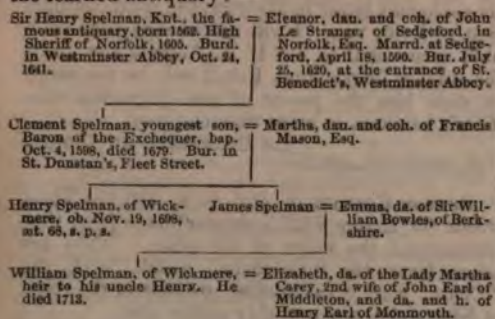 Sir Henry Spelman, Knt., the fa-
mous antiquary, born 1562. High
Sheriff of Norfolk, 1605. Burd.
in Westminster Abbey, Oct. 24,
1641.
= Eleanor, dau. and coh. of John
Le Strange, of Sedgeford, in
Norfolk, Esq. Marrd. at Sedge-
ford, April 18, 1590. Bur. July
25, 1620, at the entrance of St.
Benedict's, Westminster Abbey.
Clement Spelman, youngest son,
Baron of the Exchequer, bap.
Oct. 4, 1598, died 1679. Bur. in
St. Dunstan's, Fleet Street.
= Martha, dau. and coh. of Francis
Mason, Esq.
Henry Spelman, of Wick-
mere, ob. Nov. 19, 1698,
æt. 68, s. p. s.
James Spelman = Emma, da. of Sir Wil-
liam Bowles, of Berk-
shire.
William Spelman, of Wickmere,
heir to his uncle Henry. He
died 1713.
= Elizabeth, da. of the Lady Martha
Carey, 2nd wife of John Earl of
Middleton, and da. and h. of
Henry Earl of Monmouth.